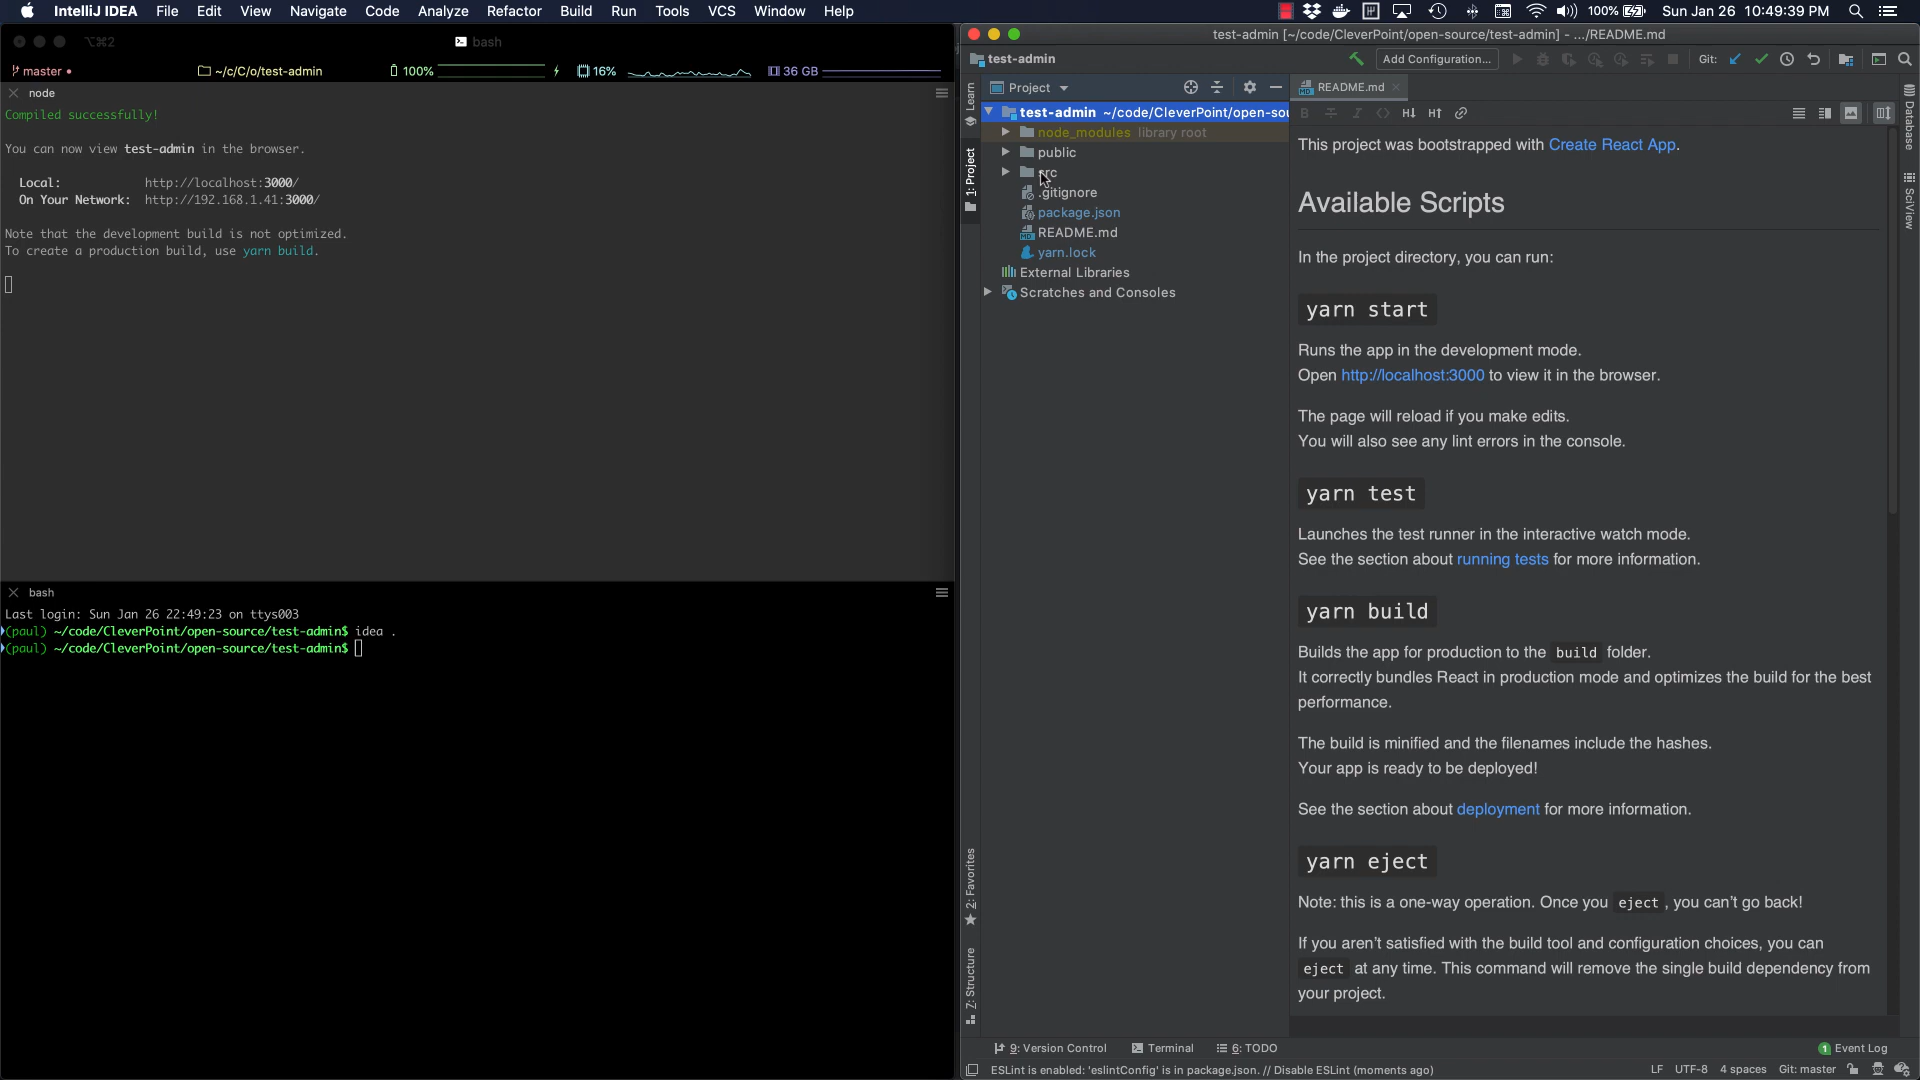 IntelliJ IDEA File Edit View Navigate Code Analyze Refactor Build Run Tools VCS Window Help 100% Sun Jan 26 10:49:39 PM
⌥⌘2 bash
test-admin [~/code/CleverPoint/open-source/test-admin] - .../README.md
master • ~/c/C/o/test-admin 100% 16% 36 GB
test-admin Add Configuration... Git:
node
Compiled successfully!
You can now view test-admin in the browser.
Local: http://localhost:3000/
On Your Network: http://192.168.1.41:3000/
Note that the development build is not optimized.
To create a production build, use yarn build.
bash
Last login: Sun Jan 26 22:49:23 on ttys003
(paul) ~/code/CleverPoint/open-source/test-admin$ idea .
(paul) ~/code/CleverPoint/open-source/test-admin$
Learn
1: Project
2: Favorites
7: Structure
Project
test-admin ~/code/CleverPoint/open-sou
node_modules library root
public
src
.gitignore
package.json
README.md
yarn.lock
External Libraries
Scratches and Consoles
README.md
This project was bootstrapped with Create React App.
Available Scripts
In the project directory, you can run:
yarn start
Runs the app in the development mode.
Open http://localhost:3000 to view it in the browser.
The page will reload if you make edits.
You will also see any lint errors in the console.
yarn test
Launches the test runner in the interactive watch mode.
See the section about running tests for more information.
yarn build
Builds the app for production to the build folder.
It correctly bundles React in production mode and optimizes the build for the best
performance.
The build is minified and the filenames include the hashes.
Your app is ready to be deployed!
See the section about deployment for more information.
yarn eject
Note: this is a one-way operation. Once you eject, you can't go back!
If you aren't satisfied with the build tool and configuration choices, you can
eject at any time. This command will remove the single build dependency from
your project.
Database
SciView
9: Version Control Terminal 6: TODO 1 Event Log
ESLint is enabled: 'eslintConfig' is in package.json. // Disable ESLint (moments ago) LF UTF-8 4 spaces Git: master